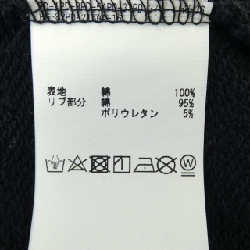 表地 綿 100%
リブ部分 綿 95%
ポリウレタン 5%